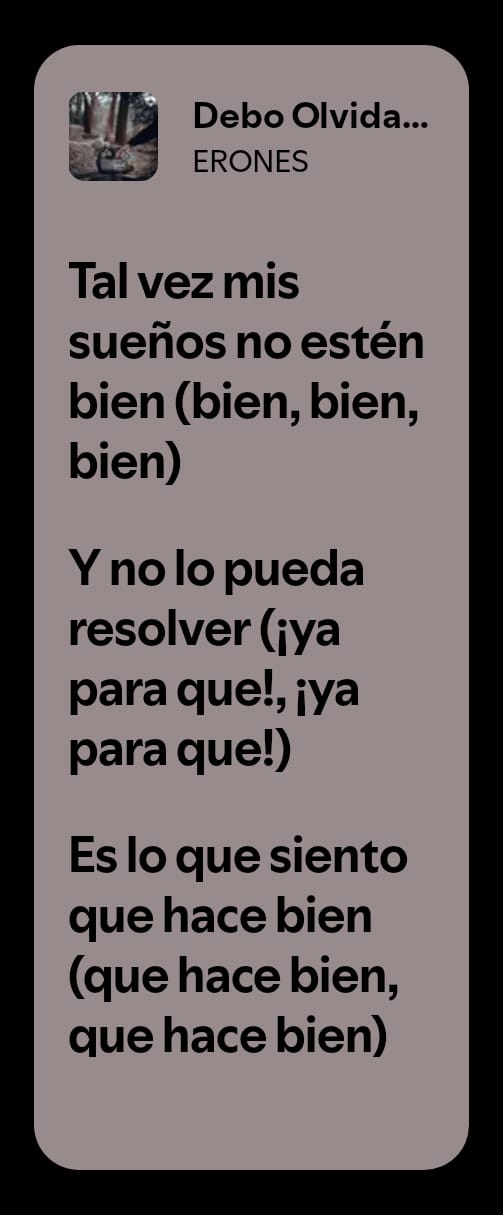 Debo Olvida...
ERONES
Tal vez mis
sueños no estén
bien (bien, bien,
bien)
Y no lo pueda
resolver (¡ya
para que!, ¡ya
para que!)
Es lo que siento
que hace bien
(que hace bien,
que hace bien)